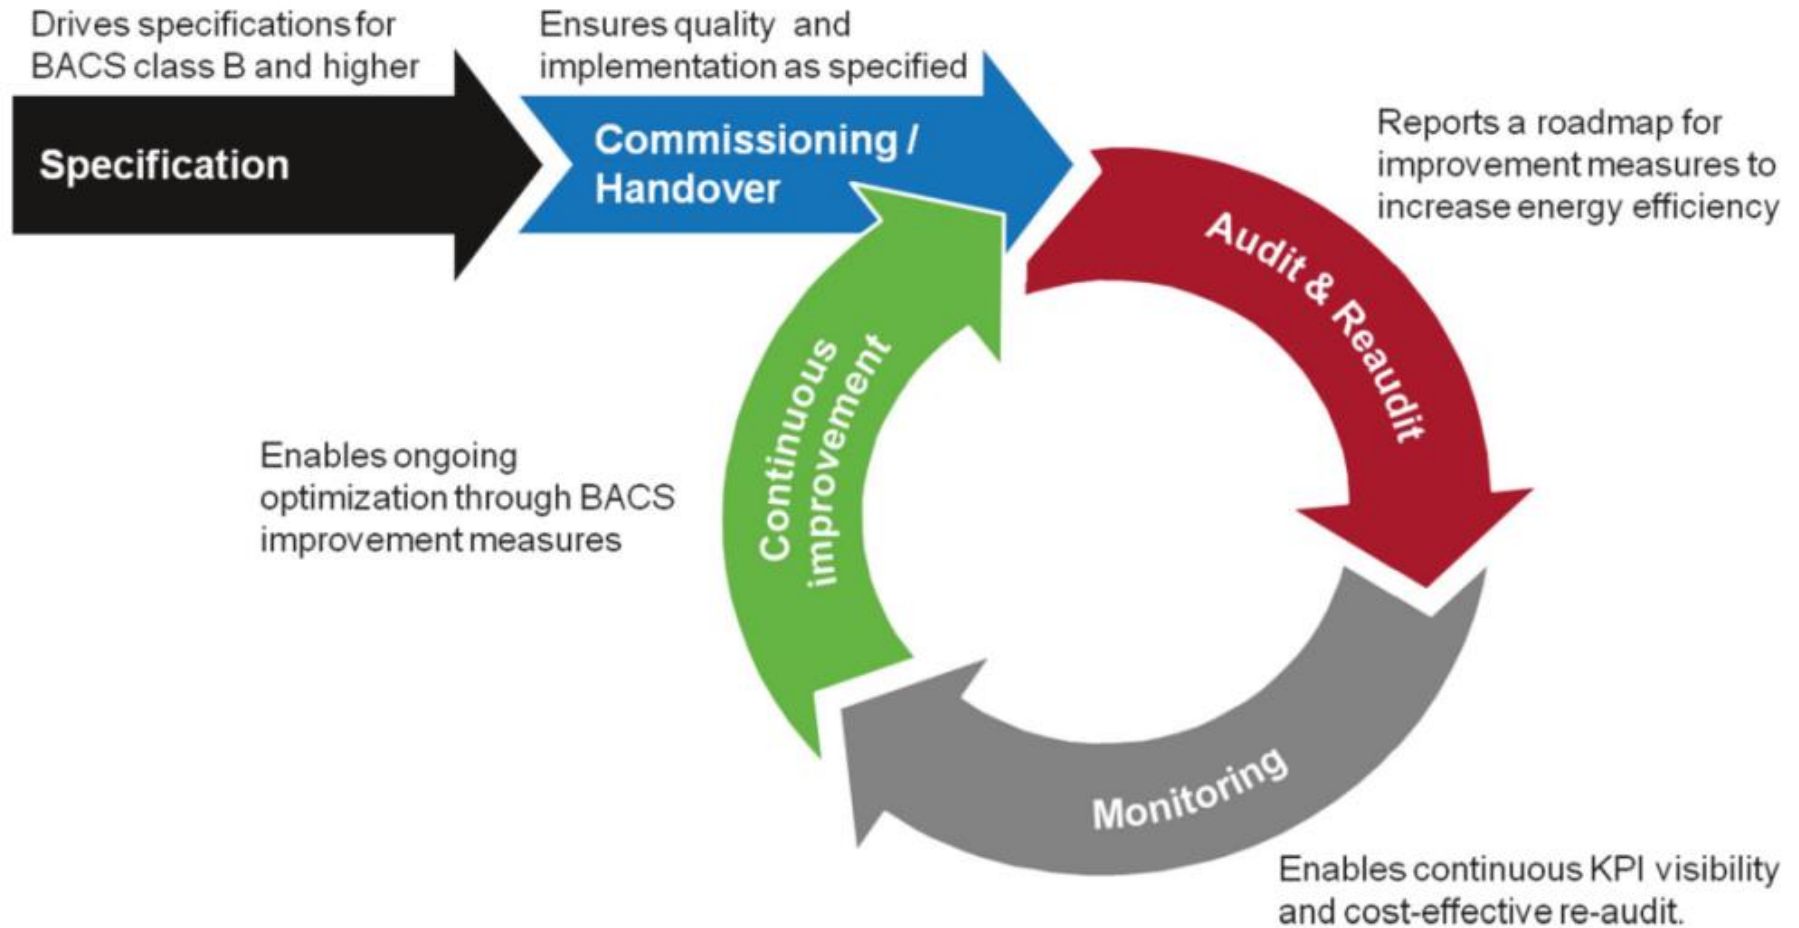 Drives specifications for
BACS class B and higher
Specification
Ensures quality and
implementation as specified
Commissioning /
Handover
Reports a roadmap for
improvement measures to
increase energy efficiency
Audit & Reaudit
Monitoring
Enables continuous KPI visibility
and cost-effective re-audit.
Continuous
improvement
Enables ongoing
optimization through BACS
improvement measures